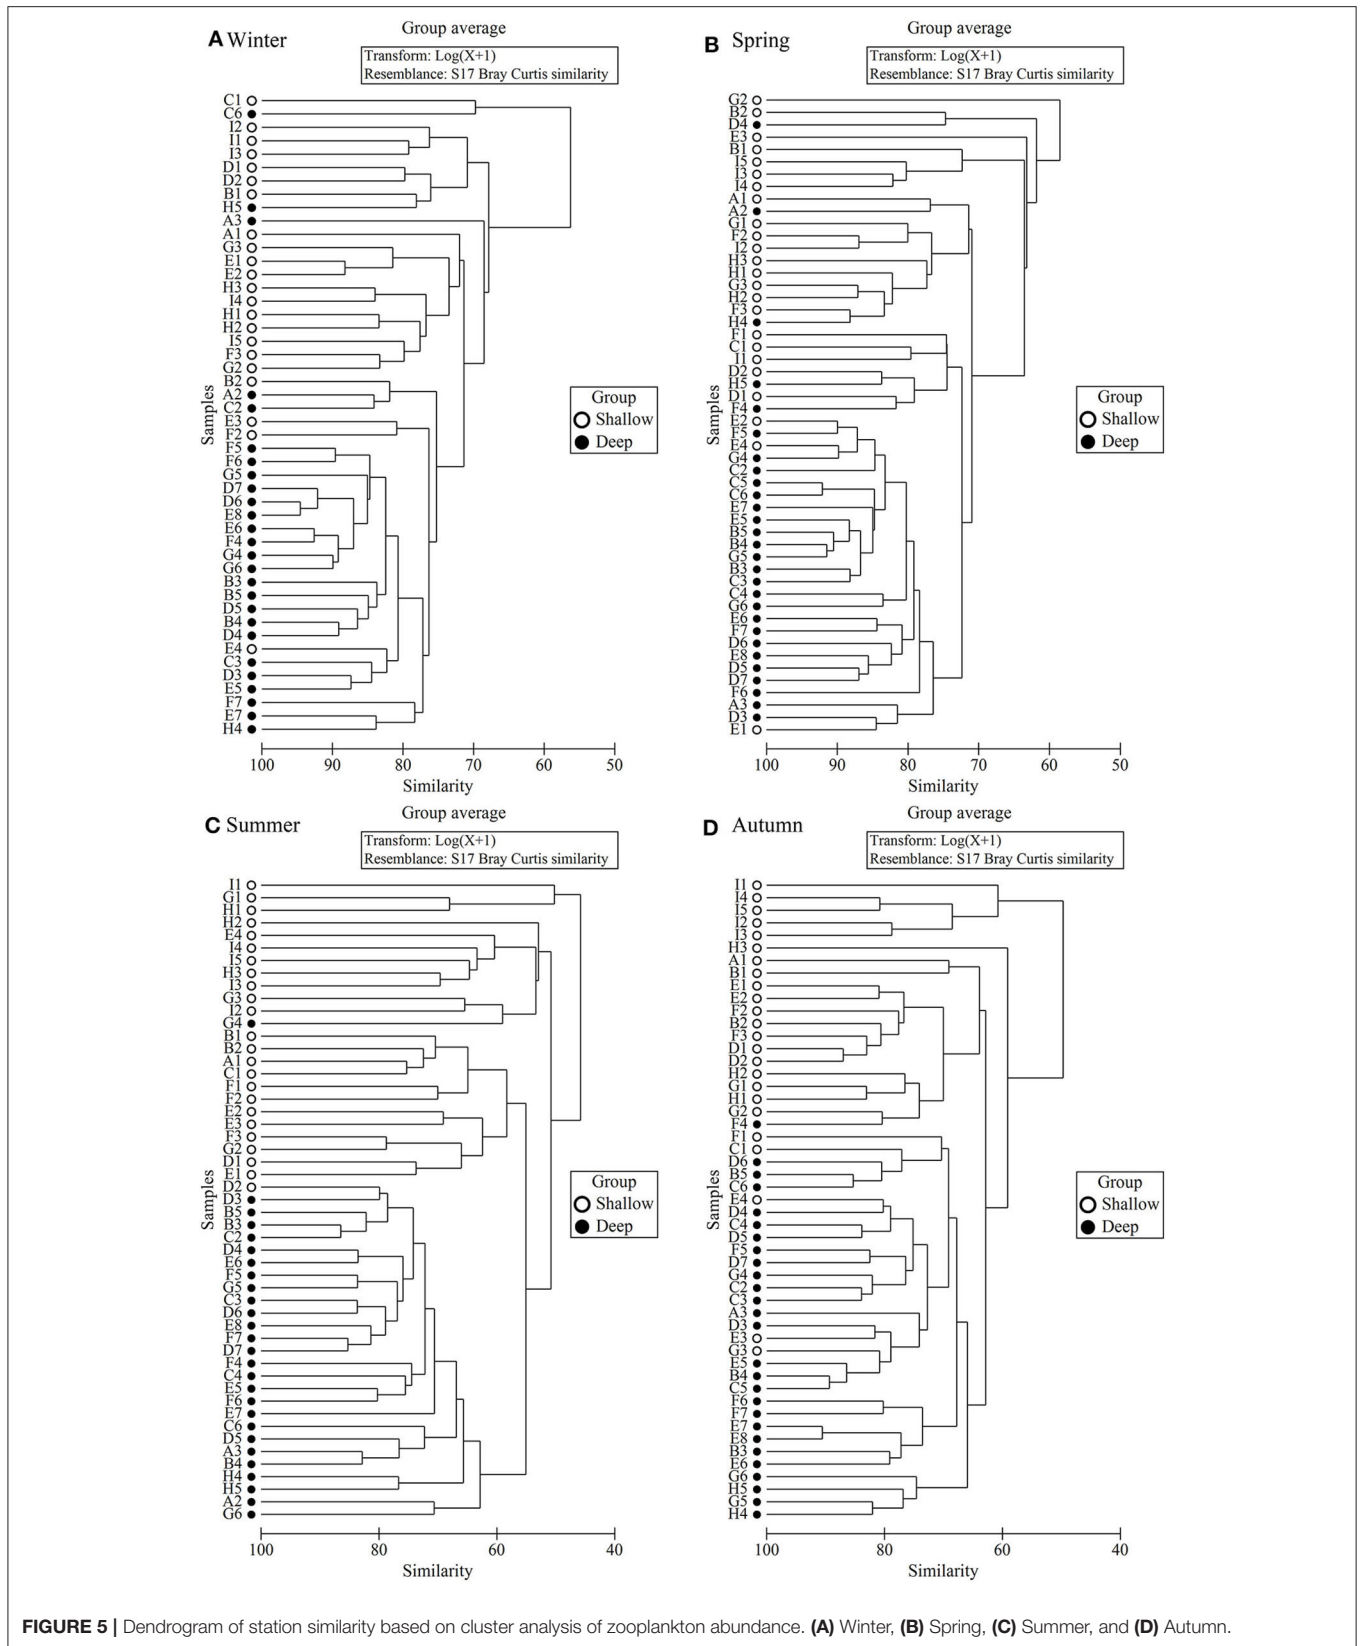 Group average
A Winter
Transform: Log(X+1)
Resemblance: S17 Bray Curtis similarity
C1
C6
I2
I1
I3
D1
D2
B1
H5
A3
A1
G3
E1
E2
H3
I4
H1
H2
I5
F3
G2
B2
A2
C2
E3
F2
F5
F6
G5
D7
D6
E8
E6
F4
G4
G6
B3
B5
D5
B4
D4
E4
C3
D3
E5
F7
E7
H4
Samples
Group
Shallow
Deep
100 90 80 70 60 50
Similarity
Group average
B Spring
Transform: Log(X+1)
Resemblance: S17 Bray Curtis similarity
G2
B2
D4
E3
B1
I5
I3
I4
A1
A2
G1
F2
I2
H3
H1
G3
H2
F3
H4
F1
C1
I1
D2
H5
D1
F4
E2
F5
E4
G4
C2
C5
C6
E7
E5
B5
B4
G5
B3
C3
C4
G6
E6
F7
D6
E8
D5
D7
F6
A3
D3
E1
Samples
Group
Shallow
Deep
100 90 80 70 60 50
Similarity
Group average
C Summer
Transform: Log(X+1)
Resemblance: S17 Bray Curtis similarity
I1
G1
H1
H2
E4
I4
I5
H3
I3
G3
I2
G4
B1
B2
A1
C1
F1
F2
E2
E3
F3
G2
D1
E1
D2
D3
B5
B3
C2
D4
E6
F5
G5
C3
D6
E8
F7
D7
F4
C4
E5
F6
E7
C6
D5
A3
B4
H4
H5
A2
G6
Samples
Group
Shallow
Deep
100 80 60 40
Similarity
Group average
D Autumn
Transform: Log(X+1)
Resemblance: S17 Bray Curtis similarity
I1
I4
I5
I2
I3
H3
A1
B1
E1
E2
F2
B2
F3
D1
D2
H2
G1
H1
G2
F4
F1
C1
D6
B5
C6
E4
D4
C4
D5
F5
D7
G4
C2
C3
A3
D3
E3
G3
E5
B4
C5
F6
F7
E7
E8
B3
E6
G6
H5
G5
H4
Samples
Group
Shallow
Deep
100 80 60 40
Similarity
FIGURE 5 | Dendrogram of station similarity based on cluster analysis of zooplankton abundance. (A) Winter, (B) Spring, (C) Summer, and (D) Autumn.